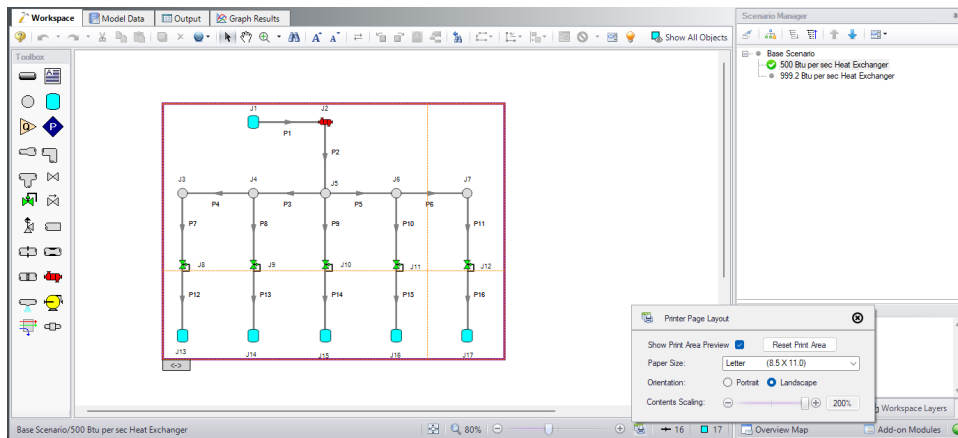 Workspace Model Data Output Graph Results
Scenario Manager
Show All Objects
Toolbox
Base Scenario
500 Btu per sec Heat Exchanger
999.2 Btu per sec Heat Exchanger
J1 J2
P1
P2
J3 J4 J5 J6 J7
P4 P3 P5 P6
P7 P8 P9 P10 P11
J8 J9 J10 J11 J12
P12 P13 P14 P15 P16
J13 J14 J15 J16 J17
<->
Printer Page Layout
Show Print Area Preview Reset Print Area
Paper Size: Letter (8.5 X 11.0)
Orientation: Portrait Landscape
Contents Scaling: 200%
Workspace Layers
Base Scenario/500 Btu per sec Heat Exchanger 80% 16 17 Overview Map Add-on Modules